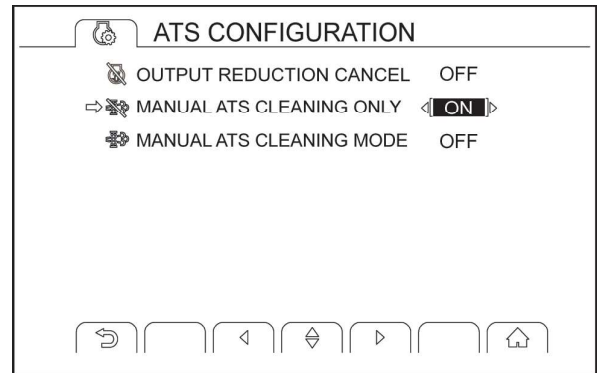 ATS CONFIGURATION
OUTPUT REDUCTION CANCEL OFF
MANUAL ATS CLEANING ONLY ON
MANUAL ATS CLEANING MODE OFF